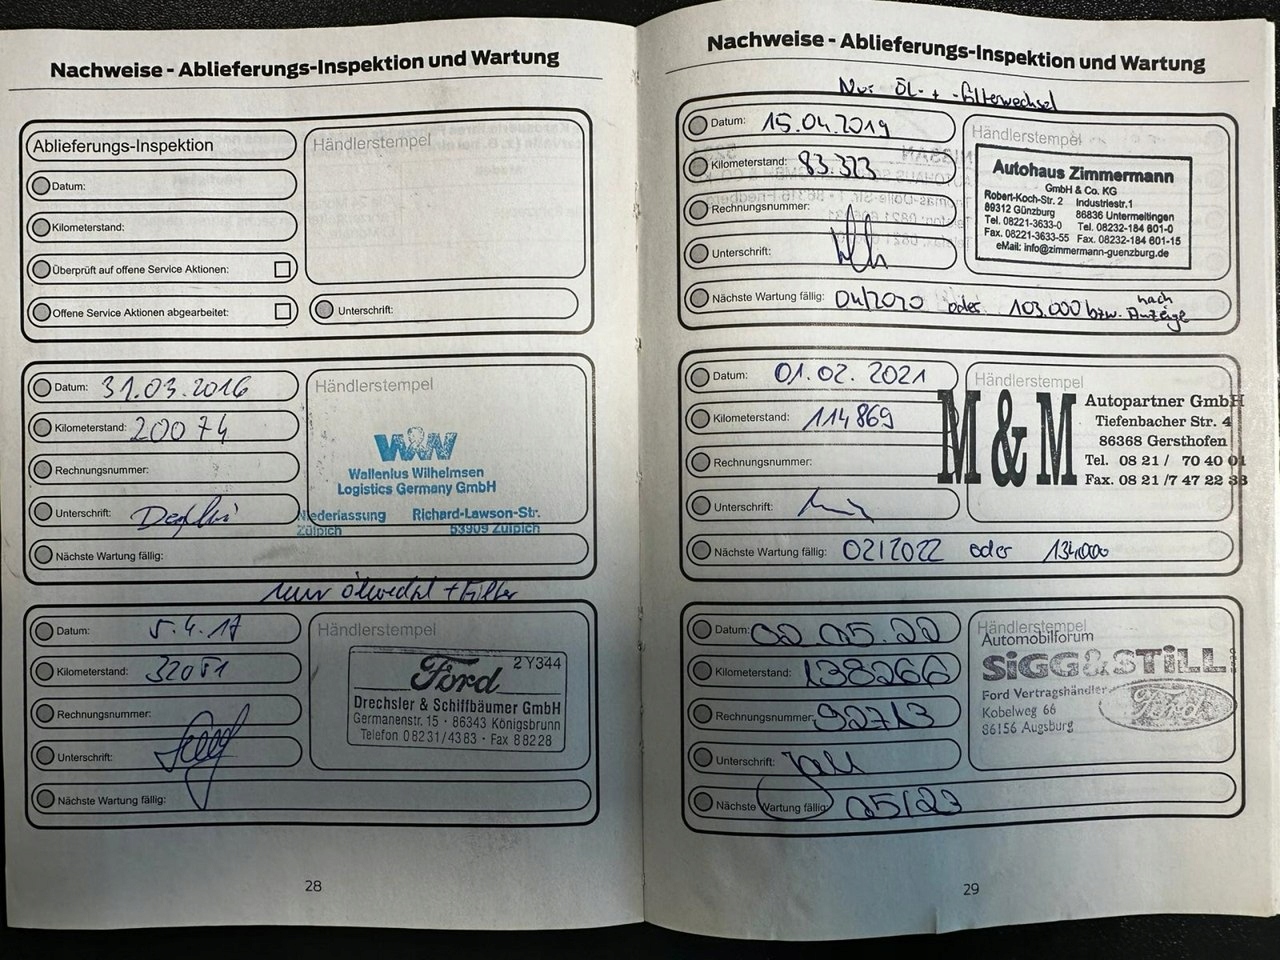 Nachweise - Ablieferungs-Inspektion und Wartung
Ablieferungs-Inspektion
Händlerstempel
Datum:
Kilometerstand:
Überprüft auf offene Service Aktionen:
Offene Service Aktionen abgearbeitet:
Unterschrift:
Datum: 31.03.2016
Händlerstempel
Kilometerstand: 20074
Rechnungsnummer:
Unterschrift:
W&W
Wallenius Wilhelmsen
Logistics Germany GmbH
Niederlassung Richard-Lawson-Str.
Zülpich 53909 Zülpich
Nächste Wartung fällig:
nur Ölwechsel + Filter
Datum: 5.4.17
Händlerstempel
Kilometerstand: 32051
Rechnungsnummer:
Unterschrift:
Ford 2Y344
Drechsler & Schiffbäumer GmbH
Germanenstr. 15 · 86343 Königsbrunn
Telefon 08231/4383 · Fax 88228
Nächste Wartung fällig:
28
Nachweise - Ablieferungs-Inspektion und Wartung
Nur Öl- + -filterwechsel
Datum: 15.04.2019
Händlerstempel
Kilometerstand: 83.323
Rechnungsnummer:
Unterschrift:
Autohaus Zimmermann
GmbH & Co. KG
Robert-Koch-Str. 2 Industriestr.1
89312 Günzburg 86836 Untermeitingen
Tel. 08221-3633-0 Tel. 08232-184 601-0
Fax. 08221-3633-55 Fax. 08232-184 601-15
eMail: info@zimmermann-guenzburg.de
Nächste Wartung fällig: 04/2020 oder 103.000 bzw. nach Anzeige
Datum: 01.02.2021
Händlerstempel
Kilometerstand: 114869
Rechnungsnummer:
Unterschrift:
M & M
Autopartner GmbH
Tiefenbacher Str. 4
86368 Gersthofen
Tel. 08 21 / 70 40 01
Fax. 08 21 /7 47 22 33
Nächste Wartung fällig: 02/2022 oder 134.000
Datum: 02.05.22
Händlerstempel
Kilometerstand: 138266
Rechnungsnummer: 92713
Unterschrift:
Automobilforum
SiGG&STiLL
Ford Vertragshändler
Kobelweg 66
86156 Augsburg
Ford
Nächste Wartung fällig: 05/23
29